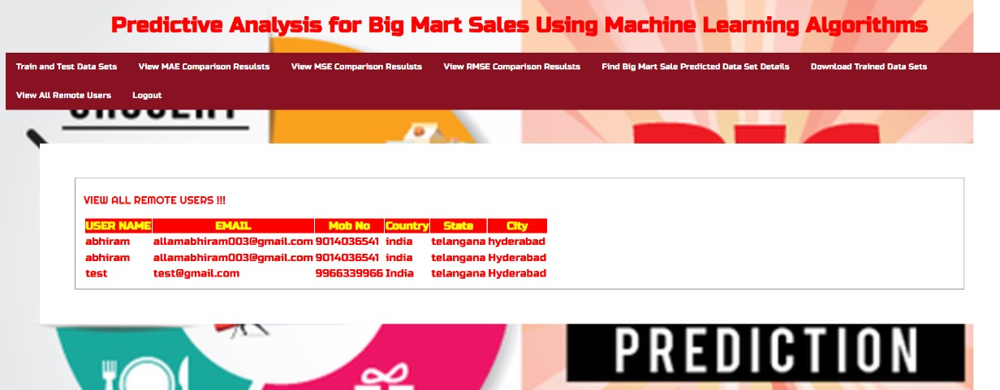 Predictive Analysis for Big Mart Sales Using Machine Learning Algorithms
Train and Test Data Sets View MAE Comparison Resulsts View MSE Comparison Resulsts View RMSE Comparison Resulsts Find Big Mart Sale Predicted Data Set Details Download Trained Data Sets
View All Remote Users Logout
VIEW ALL REMOTE USERS !!!
USER NAME EMAIL Mob No Country State City
abhiram allamabhiram003@gmail.com 9014036541 india telangana hyderabad
abhiram allamabhiram003@gmail.com 9014036541 india telangana Hyderabad
test test@gmail.com 9966339966 India telangana Hyderabad
PREDICTION